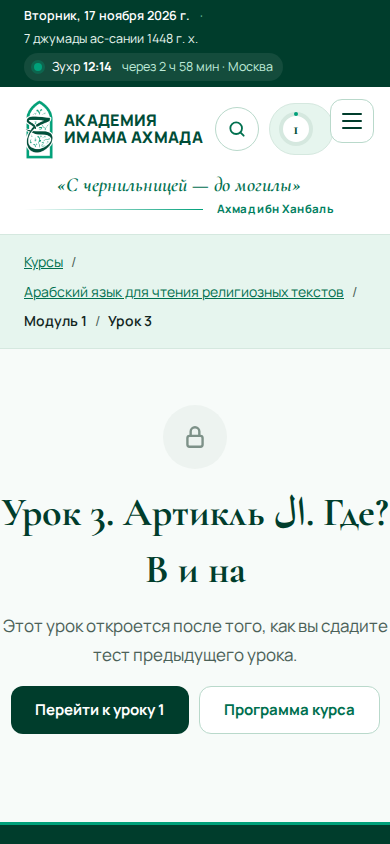 Вторник, 17 ноября 2026 г. ·
7 джумады ас-сании 1448 г. х.
Зухр 12:14 через 2 ч 58 мин · Москва
АКАДЕМИЯ
ИМАМА АХМАДА
1
«С чернильницей — до могилы»
Ахмад ибн Ханбаль
Курсы /
Арабский язык для чтения религиозных текстов /
Модуль 1 / Урок 3
Урок 3. Артикль ال. Где?
В и на
Этот урок откроется после того, как вы сдадите
тест предыдущего урока.
Перейти к уроку 1
Программа курса